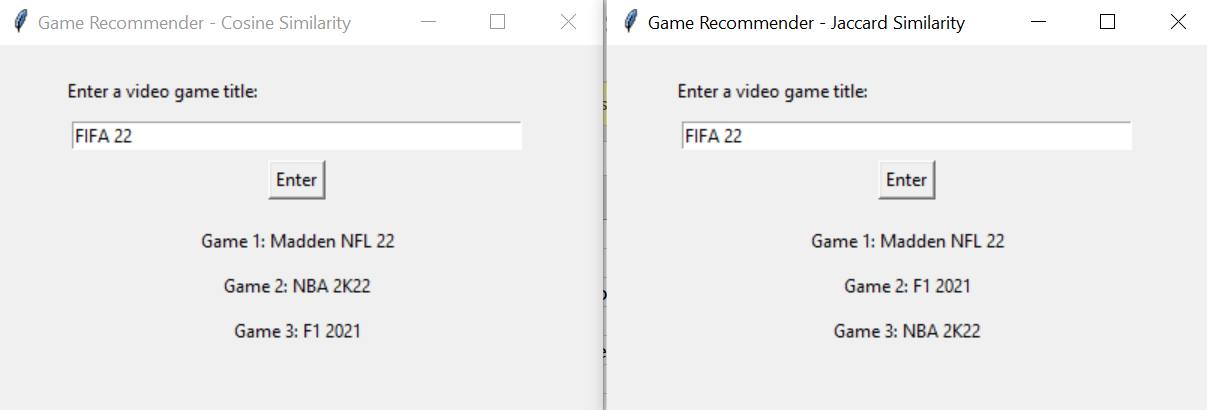 Game Recommender - Cosine Similarity
Enter a video game title:
FIFA 22
Enter
Game 1: Madden NFL 22
Game 2: NBA 2K22
Game 3: F1 2021
Game Recommender - Jaccard Similarity
Enter a video game title:
FIFA 22
Enter
Game 1: Madden NFL 22
Game 2: F1 2021
Game 3: NBA 2K22